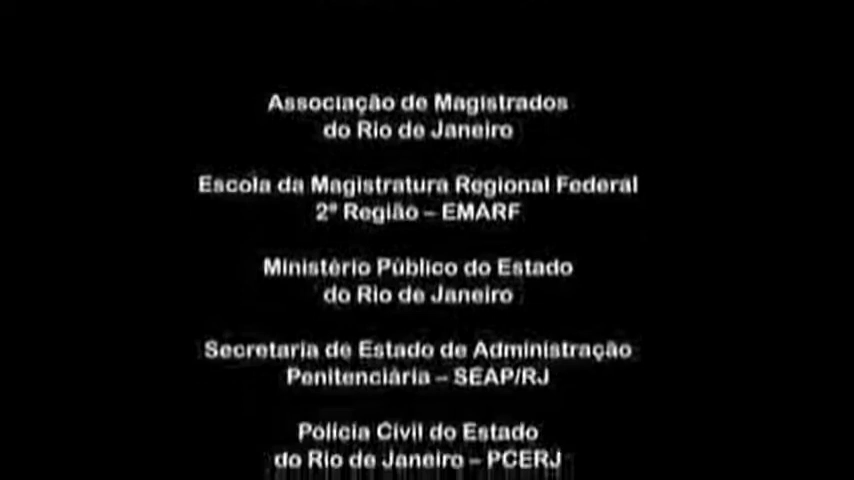 Associação de Magistrados
do Rio de Janeiro
Escola da Magistratura Regional Federal
2ª Região – EMARF
Ministério Público do Estado
do Rio de Janeiro
Secretaria de Estado de Administração
Penitenciária – SEAP/RJ
Polícia Civil do Estado
do Rio de Janeiro – PCERJ